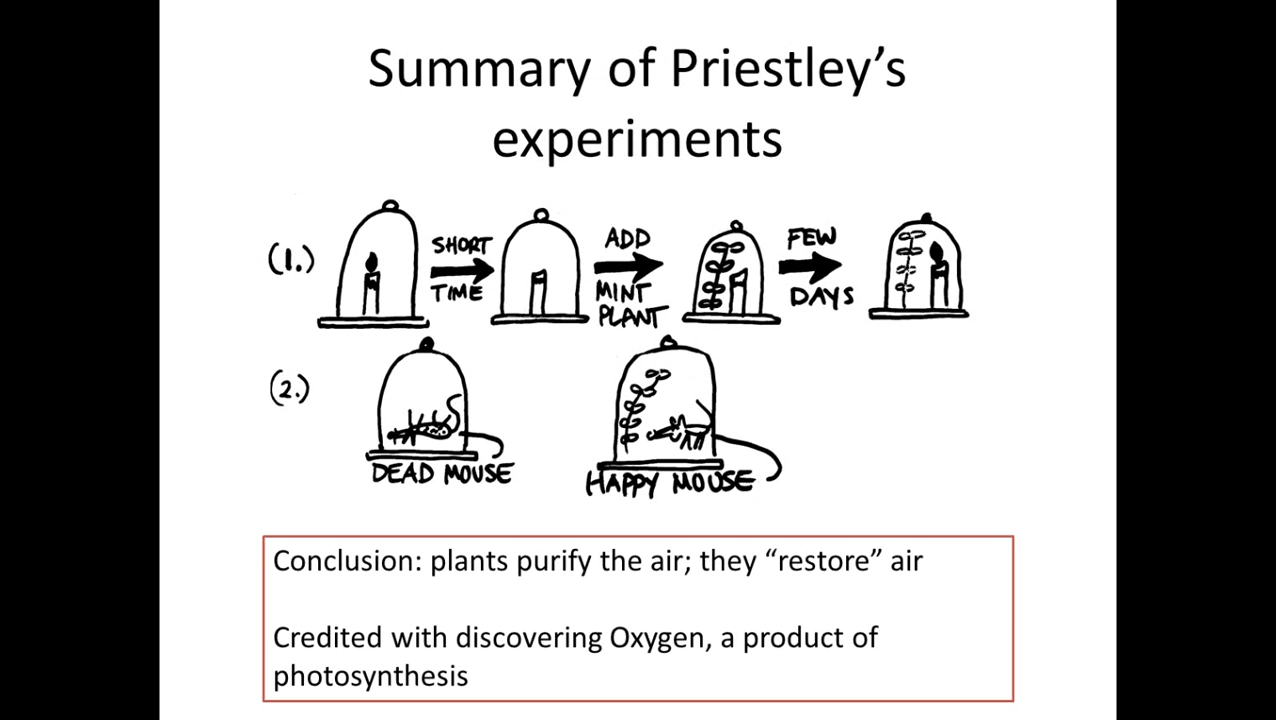 Summary of Priestley’s
experiments
(1.)
SHORT
TIME
ADD
MINT
PLANT
FEW
DAYS
(2.)
DEAD MOUSE
HAPPY MOUSE
Conclusion: plants purify the air; they “restore” air
Credited with discovering Oxygen, a product of
photosynthesis